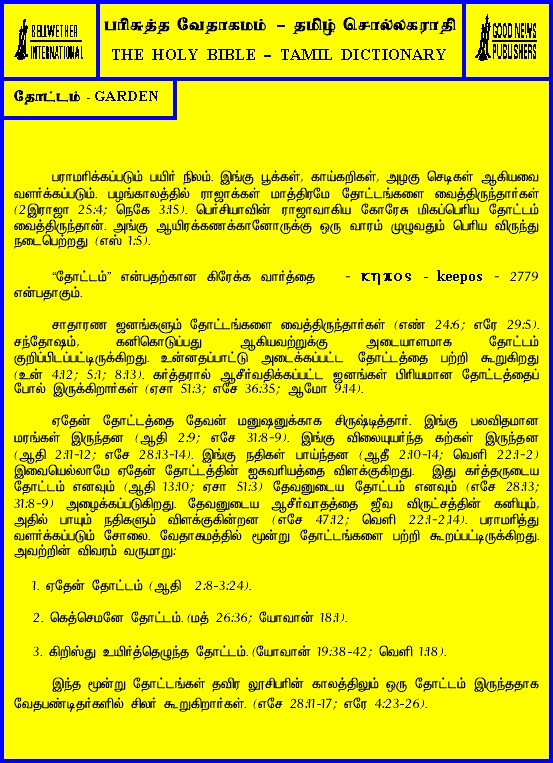 BELLWETHER
INTERNATIONAL
பரிசுத்த வேதாகமம் – தமிழ் சொல்லகராதி
THE HOLY BIBLE – TAMIL DICTIONARY
GOOD NEWS
PUBLISHERS
தோட்டம் - GARDEN
பராமரிக்கப்படும் பயிர் நிலம். இங்கு பூக்கள், காய்கறிகள், அழகு செடிகள் ஆகியவை
வளர்க்கப்படும். பழங்காலத்தில் ராஜாக்கள் மாத்திரமே தோட்டங்களை வைத்திருந்தார்கள்
(2இராஜா 25:4; நெகே 3:15). பெர்சியாவின் ராஜாவாகிய கோரேசு மிகப்பெரிய தோட்டம்
வைத்திருந்தான். அங்கு ஆயிரக்கணக்கானோருக்கு ஒரு வாரம் முழுவதும் பெரிய விருந்து
நடைபெற்றது (எஸ் 1:5).
“தோட்டம்” என்பதற்கான கிரேக்க வார்த்தை - κηπος - keepos - 2779
என்பதாகும்.
சாதாரண ஜனங்களும் தோட்டங்களை வைத்திருந்தார்கள் (எண் 24:6; எரே 29:5).
சந்தோஷம், கனிகொடுப்பது ஆகியவற்றுக்கு அடையாளமாக தோட்டம்
குறிப்பிடப்பட்டிருக்கிறது. உன்னதப்பாட்டு அடைக்கப்பட்ட தோட்டத்தை பற்றி கூறுகிறது
(உன் 4:12; 5:1; 8:13). கர்த்தரால் ஆசீர்வதிக்கப்பட்ட ஜனங்கள் பிரியமான தோட்டத்தைப்
போல் இருக்கிறார்கள் (ஏசா 51:3; எசே 36:35; ஆமோ 9:14).
ஏதேன் தோட்டத்தை தேவன் மனுஷனுக்காக சிருஷ்டித்தார். இங்கு பலவிதமான
மரங்கள் இருந்தன (ஆதி 2:9; எசே 31:8-9). இங்கு விலையுயர்ந்த கற்கள் இருந்தன
(ஆதி 2:11-12; எசே 28:13-14). இங்கு நதிகள் பாய்ந்தன (ஆதீ 2:10-14; வெளி 22:1-2)
இவையெல்லாமே ஏதேன் தோட்டத்தின் ஐசுவரியத்தை விளக்குகிறது. இது கர்த்தருடைய
தோட்டம் எனவும் (ஆதி 13:10; ஏசா 51:3) தேவனுடைய தோட்டம் எனவும் (எசே 28:13;
31:8-9) அழைக்கப்படுகிறது. தேவனுடைய ஆசீர்வாதத்தை ஜீவ விருட்சத்தின் கனியும்,
அதில் பாயும் நதிகளும் விளக்குகின்றன (எசே 47:12; வெளி 22:1-2,14). பராமரித்து
வளர்க்கப்படும் சோலை. வேதாகமத்தில் மூன்று தோட்டங்களை பற்றி கூறப்பட்டிருக்கிறது.
அவற்றின் விவரம் வருமாறு:
1. ஏதேன் தோட்டம் (ஆதி 2:8-3:24).
2. கெத்செமனே தோட்டம். (மத் 26:36; யோவான் 18:1).
3. கிறிஸ்து உயிர்த்தெழுந்த தோட்டம். (யோவான் 19:38-42; வெளி 1:18).
இந்த மூன்று தோட்டங்கள் தவிர லூசிபரின் காலத்திலும் ஒரு தோட்டம் இருந்ததாக
வேதபண்டிதர்களில் சிலர் கூறுகிறார்கள். (எசே 28:11-17; எரே 4:23-26).